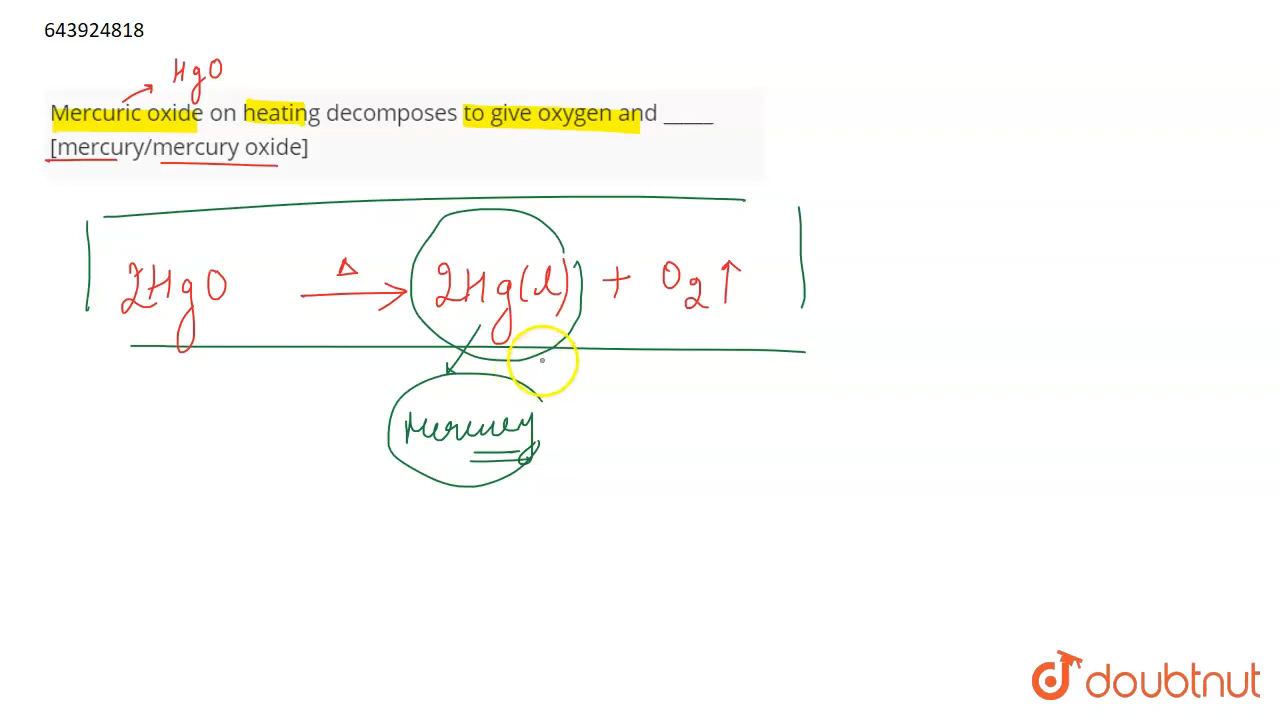 643924818
HgO
Mercuric oxide on heating decomposes to give oxygen and _____
[mercury/mercury oxide]
2HgO Δ → 2Hg(l) + O2↑
Mercury
doubtnut